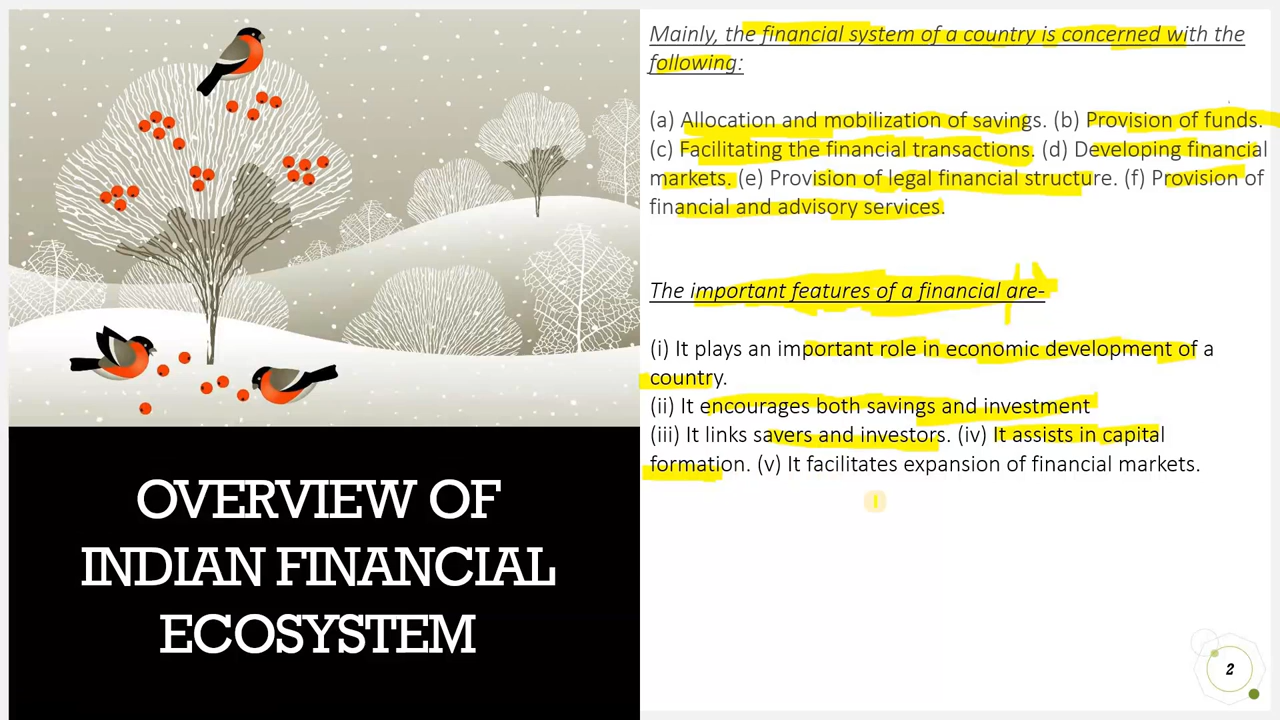 Mainly, the financial system of a country is concerned with the
following:
(a) Allocation and mobilization of savings. (b) Provision of funds.
(c) Facilitating the financial transactions. (d) Developing financial
markets. (e) Provision of legal financial structure. (f) Provision of
financial and advisory services.
The important features of a financial are-
(i) It plays an important role in economic development of a
country.
(ii) It encourages both savings and investment
(iii) It links savers and investors. (iv) It assists in capital
formation. (v) It facilitates expansion of financial markets.
OVERVIEW OF
INDIAN FINANCIAL
ECOSYSTEM
2